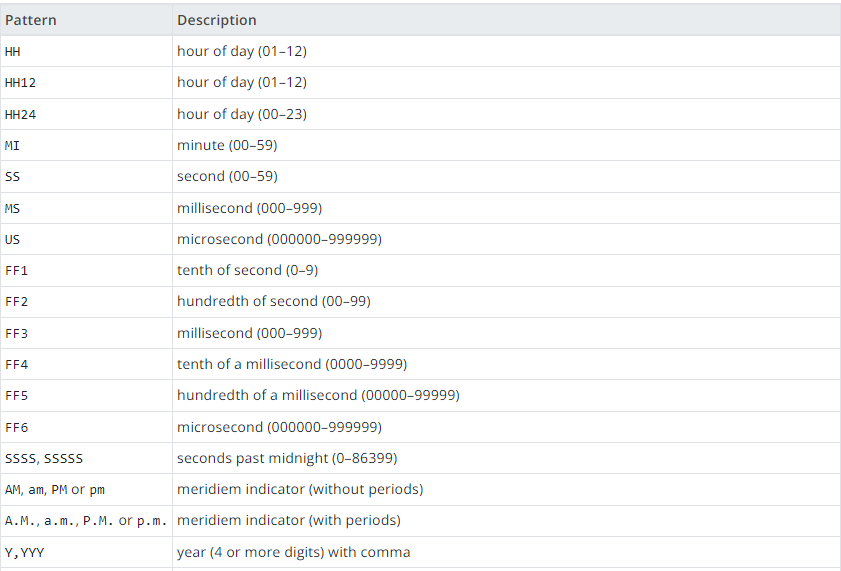 Pattern Description
HH hour of day (01–12)
HH12 hour of day (01–12)
HH24 hour of day (00–23)
MI minute (00–59)
SS second (00–59)
MS millisecond (000–999)
US microsecond (000000–999999)
FF1 tenth of second (0–9)
FF2 hundredth of second (00–99)
FF3 millisecond (000–999)
FF4 tenth of a millisecond (0000–9999)
FF5 hundredth of a millisecond (00000–99999)
FF6 microsecond (000000–999999)
SSSS, SSSSS seconds past midnight (0–86399)
AM, am, PM or pm meridiem indicator (without periods)
A.M., a.m., P.M. or p.m. meridiem indicator (with periods)
Y,YYY year (4 or more digits) with comma